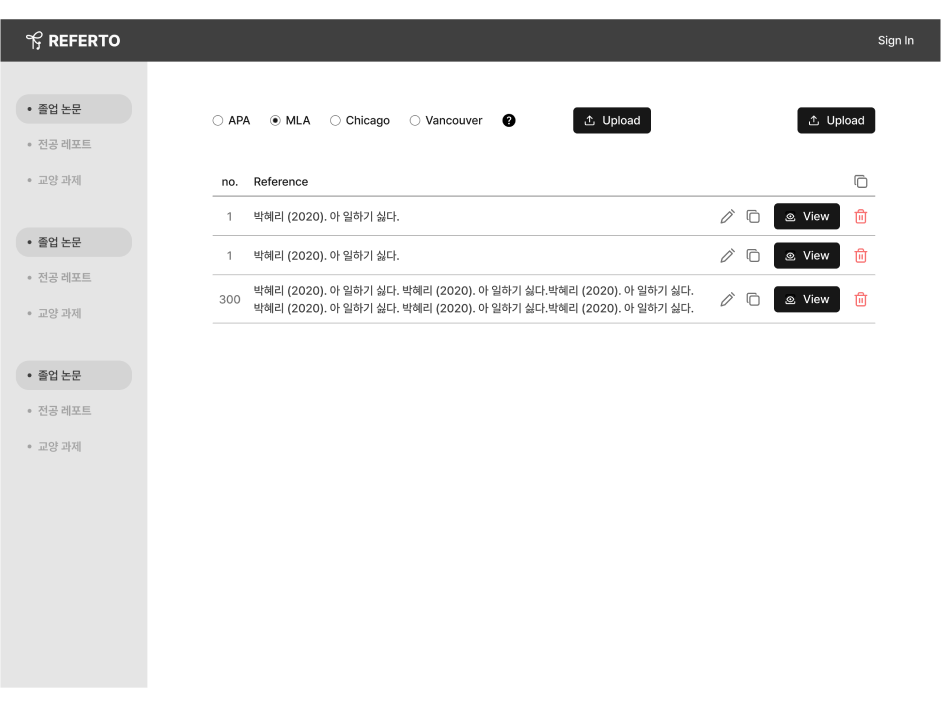 REFERTO
Sign In
졸업 논문
전공 레포트
교양 과제
졸업 논문
전공 레포트
교양 과제
졸업 논문
전공 레포트
교양 과제
APA MLA Chicago Vancouver ? Upload Upload
no. Reference
1 박혜리 (2020). 아 일하기 싫다. View
1 박혜리 (2020). 아 일하기 싫다. View
300 박혜리 (2020). 아 일하기 싫다. 박혜리 (2020). 아 일하기 싫다.박혜리 (2020). 아 일하기 싫다. View
박혜리 (2020). 아 일하기 싫다. 박혜리 (2020). 아 일하기 싫다.박혜리 (2020). 아 일하기 싫다.